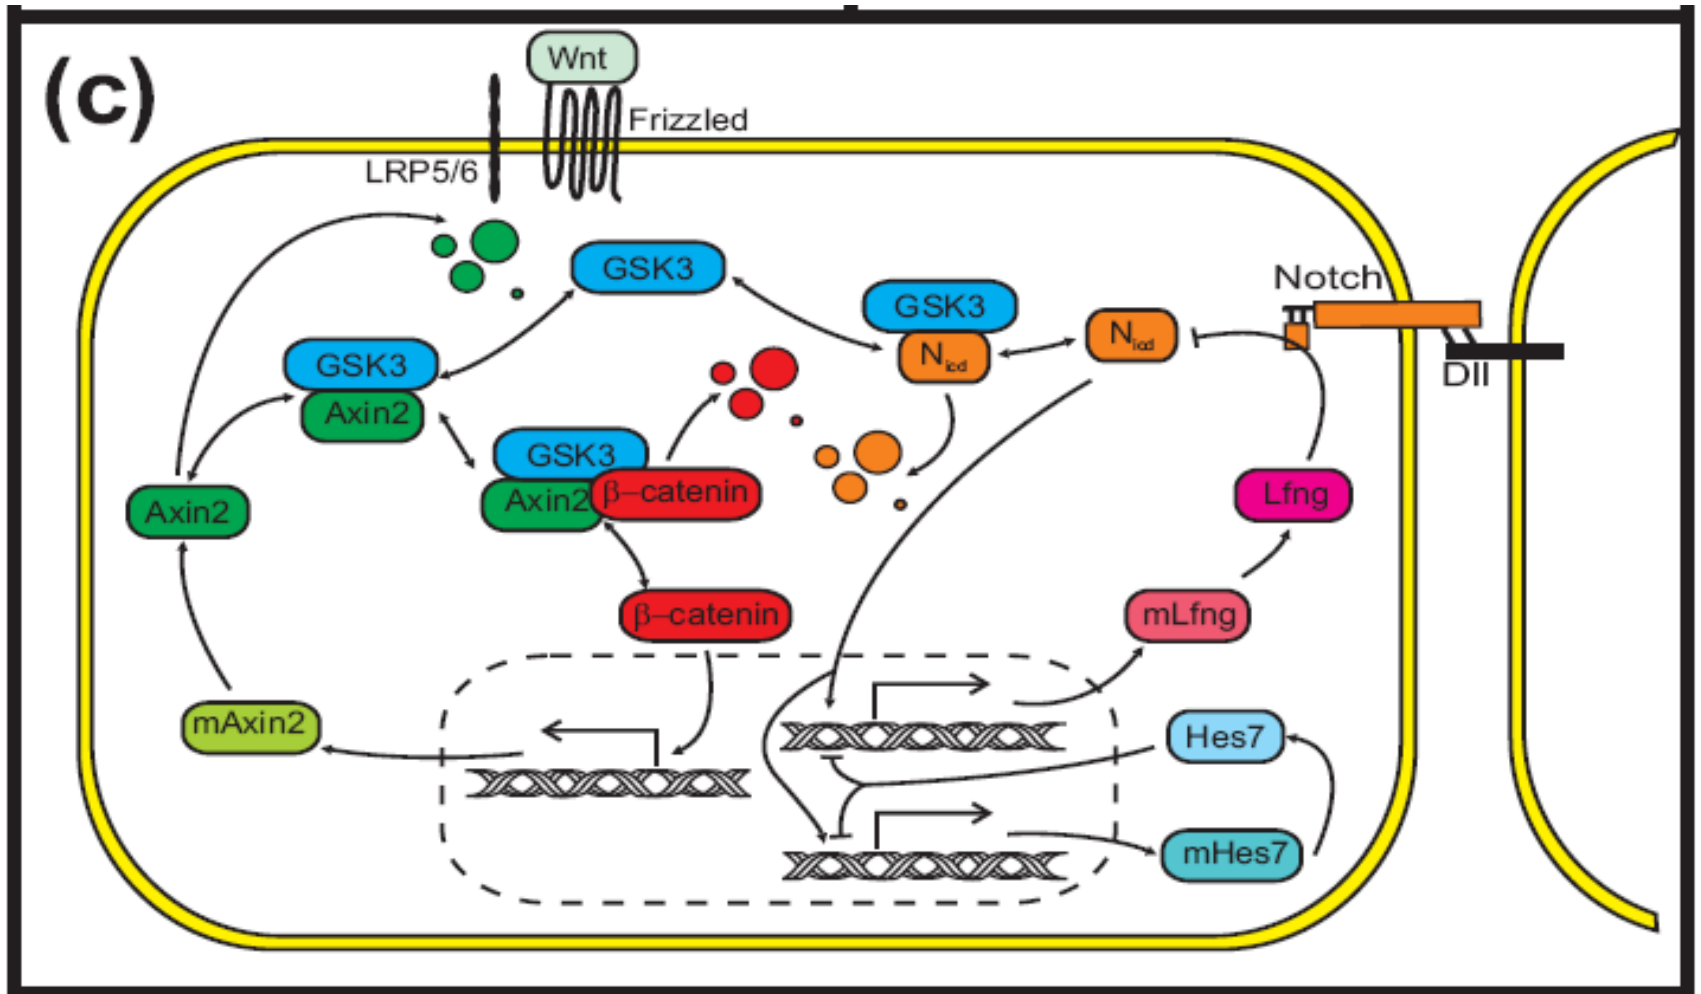 (c)
Wnt
Frizzled
LRP5/6
GSK3
Notch
GSK3
Nicd
Nicd
GSK3
Axin2
Dll
GSK3
Axin2
β–catenin
Lfng
Axin2
β–catenin
mLfng
mAxin2
Hes7
mHes7